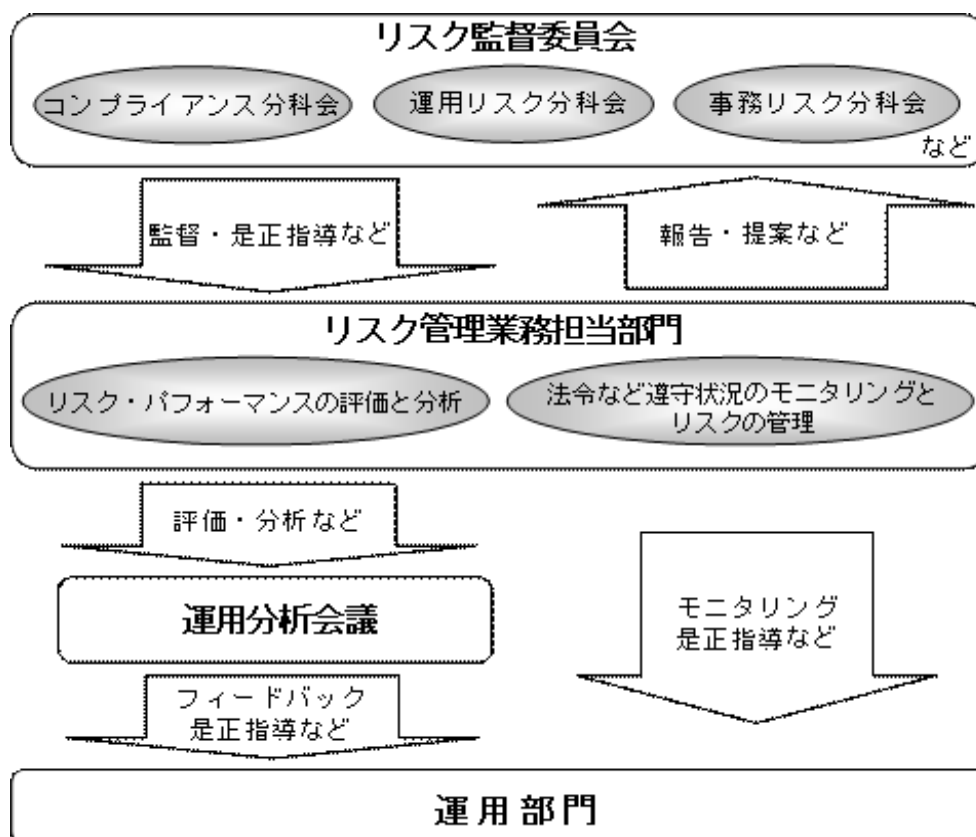 リスク監督委員会
コンプライアンス分科会
運用リスク分科会
事務リスク分科会
など
監督・是正指導など
報告・提案など
リスク管理業務担当部門
リスク・パフォーマンスの評価と分析
法令など遵守状況のモニタリングと
リスクの管理
評価・分析など
運用分析会議
モニタリング
是正指導など
フィードバック
是正指導など
運用部門